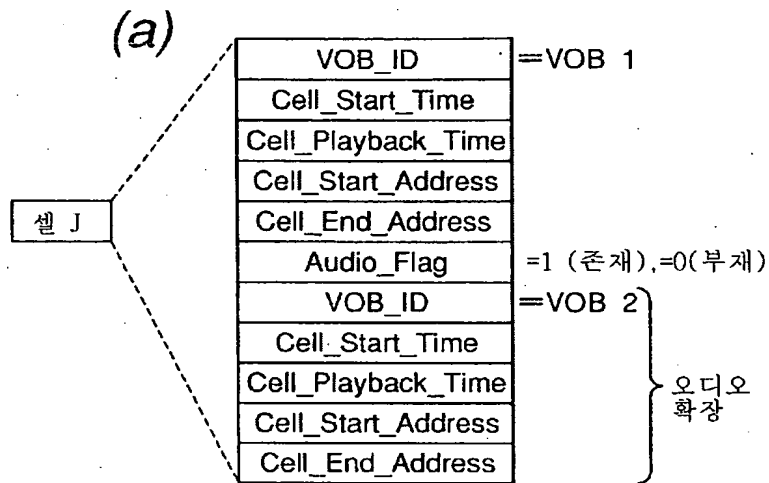 (a)
VOB_ID =VOB 1
Cell_Start_Time
Cell_Playback_Time
Cell_Start_Address
셀 J
Cell_End_Address
Audio_Flag =1 (존재),=0(부재)
VOB_ID =VOB 2
Cell_Start_Time
Cell_Playback_Time
오디오
확장
Cell_Start_Address
Cell_End_Address